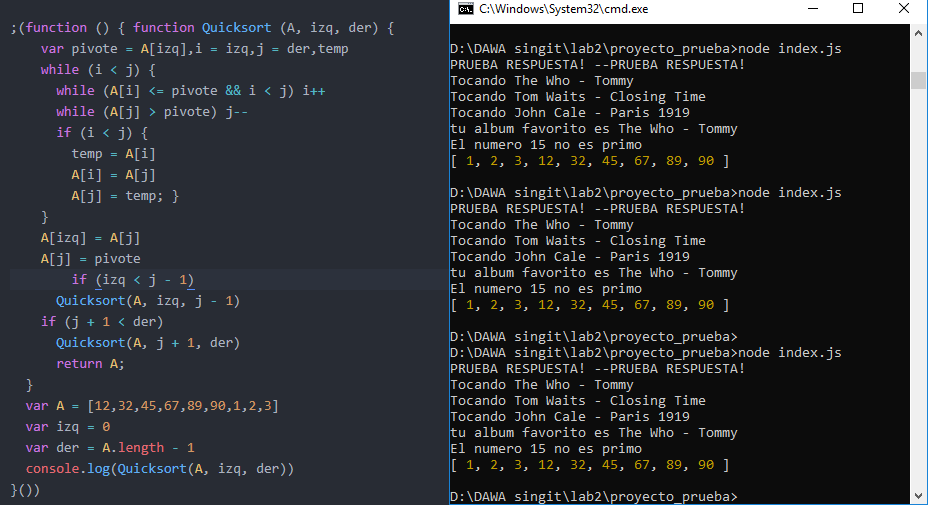 ;(function () { function Quicksort (A, izq, der) {
    var pivote = A[izq],i = izq,j = der,temp
    while (i < j) {
      while (A[i] <= pivote && i < j) i++
      while (A[j] > pivote) j--
      if (i < j) {
        temp = A[i]
        A[i] = A[j]
        A[j] = temp; }
    }
    A[izq] = A[j]
    A[j] = pivote
        if (izq < j - 1)
      Quicksort(A, izq, j - 1)
    if (j + 1 < der)
      Quicksort(A, j + 1, der)
      return A;
  }
  var A = [12,32,45,67,89,90,1,2,3]
  var izq = 0
  var der = A.length - 1
  console.log(Quicksort(A, izq, der))
}())
C:\Windows\System32\cmd.exe
D:\DAWA singit\lab2\proyecto_prueba>node index.js
PRUEBA RESPUESTA! --PRUEBA RESPUESTA!
Tocando The Who - Tommy
Tocando Tom Waits - Closing Time
Tocando John Cale - Paris 1919
tu album favorito es The Who - Tommy
El numero 15 no es primo
[ 1, 2, 3, 12, 32, 45, 67, 89, 90 ]
D:\DAWA singit\lab2\proyecto_prueba>node index.js
PRUEBA RESPUESTA! --PRUEBA RESPUESTA!
Tocando The Who - Tommy
Tocando Tom Waits - Closing Time
Tocando John Cale - Paris 1919
tu album favorito es The Who - Tommy
El numero 15 no es primo
[ 1, 2, 3, 12, 32, 45, 67, 89, 90 ]
D:\DAWA singit\lab2\proyecto_prueba>
D:\DAWA singit\lab2\proyecto_prueba>node index.js
PRUEBA RESPUESTA! --PRUEBA RESPUESTA!
Tocando The Who - Tommy
Tocando Tom Waits - Closing Time
Tocando John Cale - Paris 1919
tu album favorito es The Who - Tommy
El numero 15 no es primo
[ 1, 2, 3, 12, 32, 45, 67, 89, 90 ]
D:\DAWA singit\lab2\proyecto_prueba>